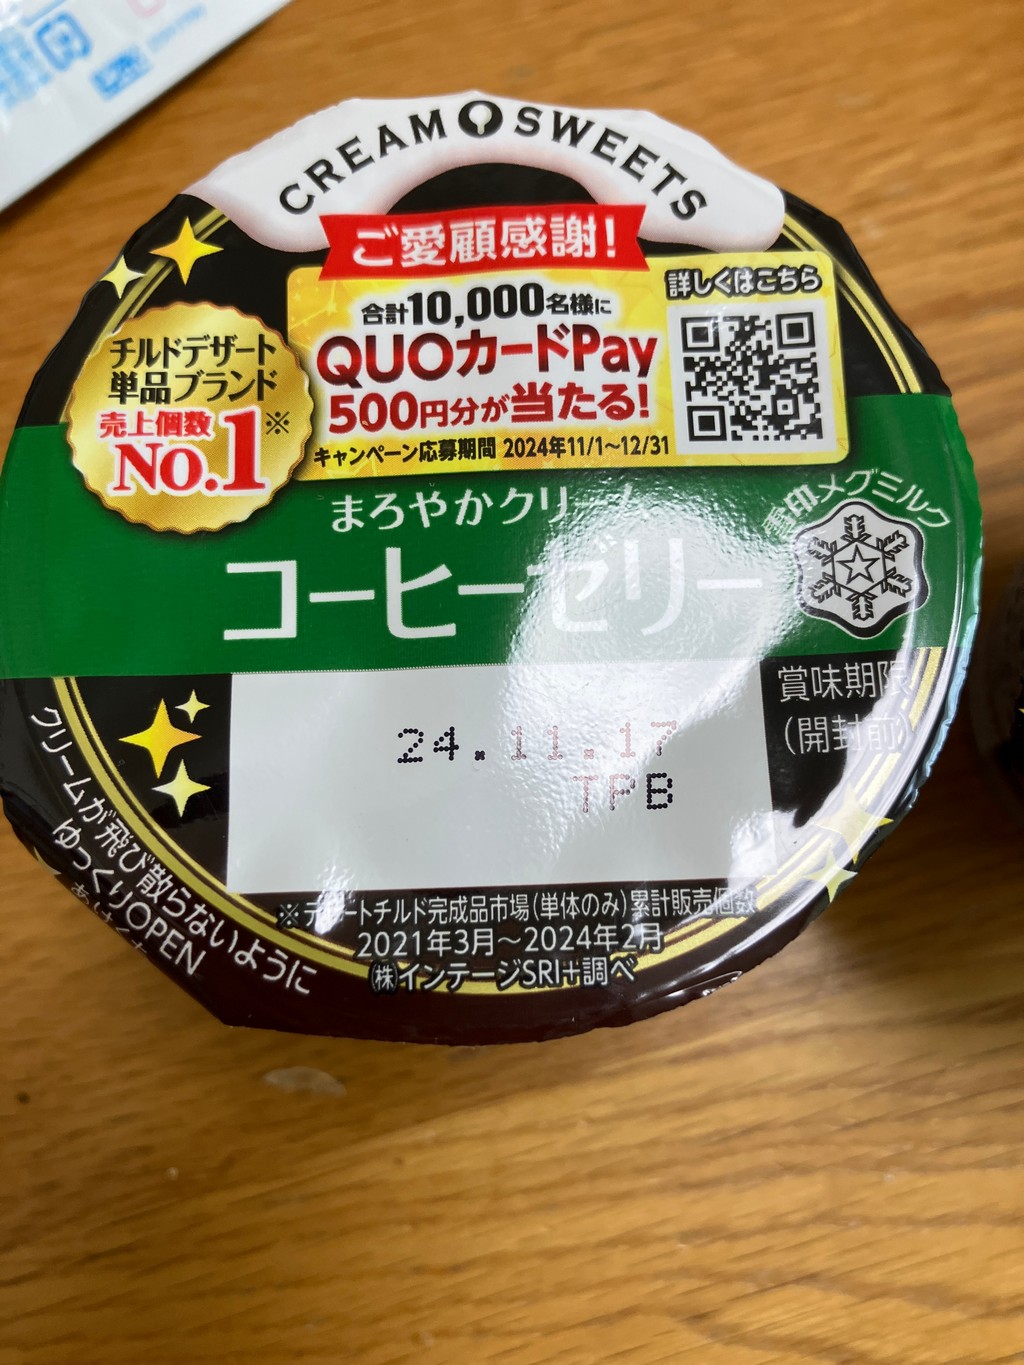 CREAM SWEETS
ご愛顧感謝!
合計10,000名様に
QUOカードPay
500円分が当たる!
キャンペーン応募期間 2024年11/1~12/31
詳しくはこちら
チルドデザート
単品ブランド
売上個数
No.1※
まろやかクリーム
コーヒーゼリー
雪印メグミルク
24.11.17
TPB
賞味期限
(開封前)
※デザートチルド完成品市場(単体のみ)累計販売個数
2021年3月~2024年2月
㈱インテージSRI+調べ
クリームが飛び散らないように
ゆっくりOPEN